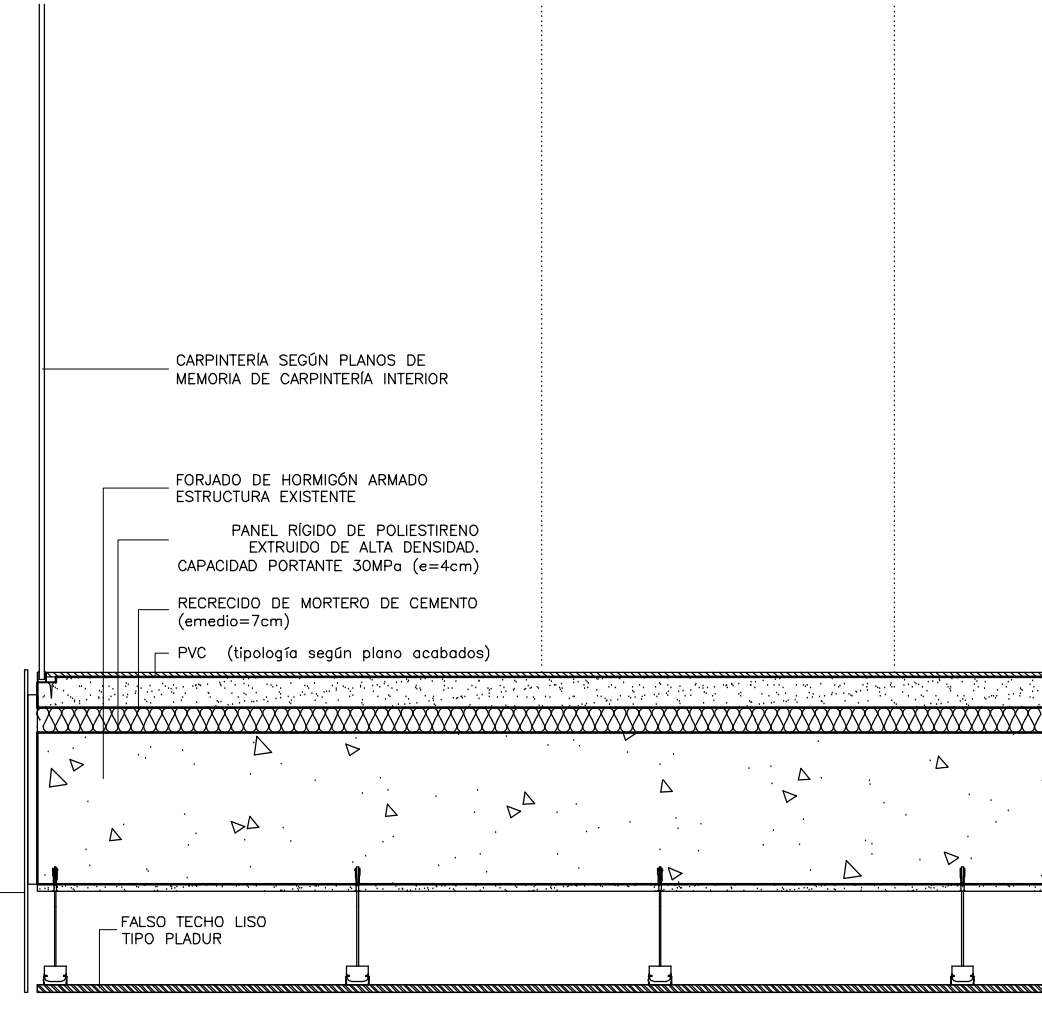 CARPINTERÍA SEGÚN PLANOS DE
MEMORIA DE CARPINTERÍA INTERIOR
FORJADO DE HORMIGÓN ARMADO
ESTRUCTURA EXISTENTE
PANEL RÍGIDO DE POLIESTIRENO
EXTRUIDO DE ALTA DENSIDAD.
CAPACIDAD PORTANTE 30MPa (e=4cm)
RECRECIDO DE MORTERO DE CEMENTO
(emedio=7cm)
PVC (tipología según plano acabados)
FALSO TECHO LISO
TIPO PLADUR